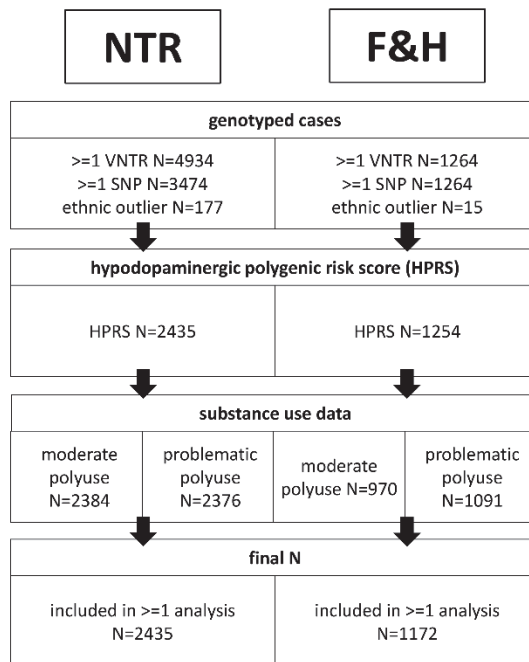 NTR
F&H
genotyped cases
>=1 VNTR N=4934
>=1 SNP N=3474
ethnic outlier N=177
>=1 VNTR N=1264
>=1 SNP N=1264
ethnic outlier N=15
hypodopaminergic polygenic risk score (HPRS)
HPRS N=2435
HPRS N=1254
substance use data
moderate
polyuse
N=2384
problematic
polyuse
N=2376
moderate
polyuse N=970
problematic
polyuse
N=1091
final N
included in >=1 analysis
N=2435
included in >=1 analysis
N=1172